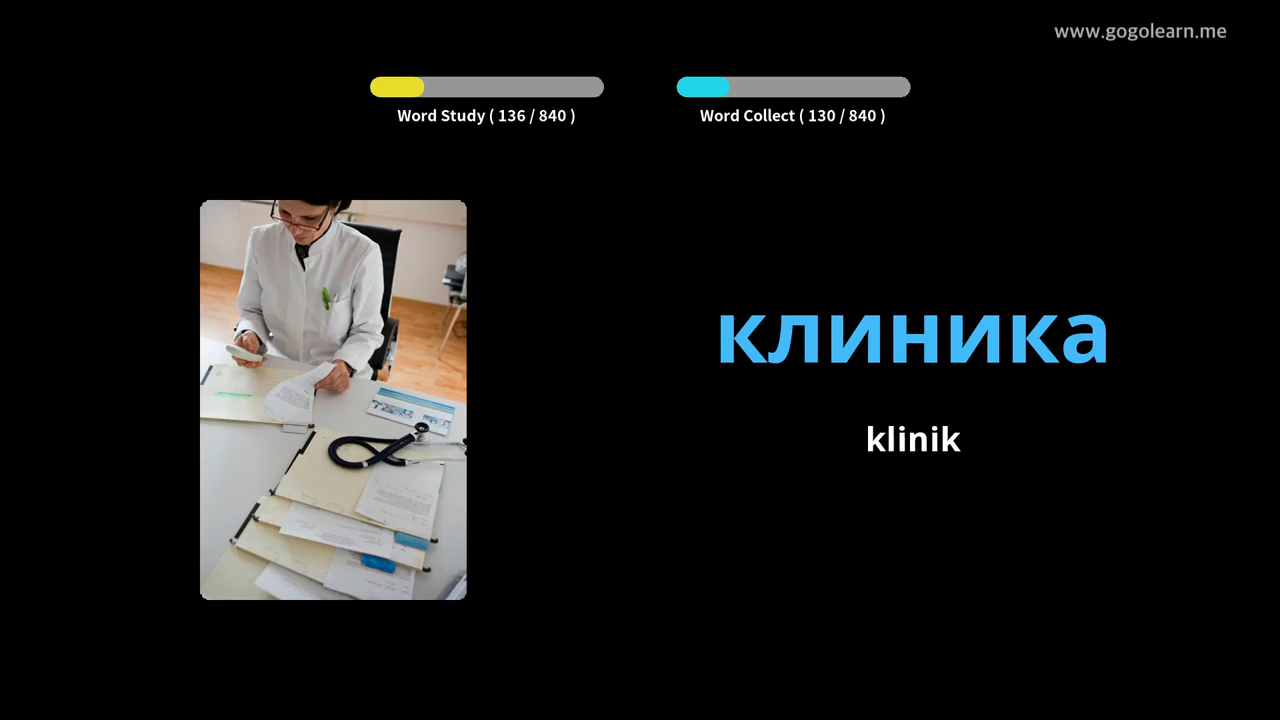 www.gogolearn.me
Word Study ( 136 / 840 )
Word Collect ( 130 / 840 )
клиника
klinik